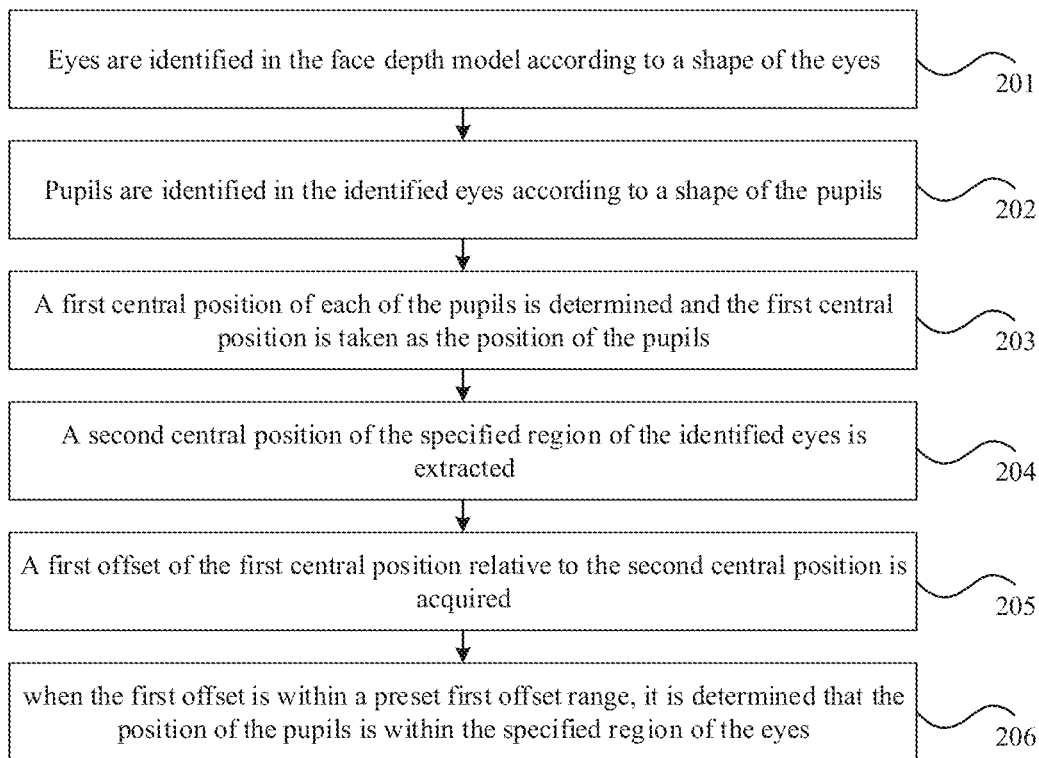 Eyes are identified in the face depth model according to a shape of the eyes
201
Pupils are identified in the identified eyes according to a shape of the pupils
202
A first central position of each of the pupils is determined and the first central
position is taken as the position of the pupils
203
A second central position of the specified region of the identified eyes is
extracted
204
A first offset of the first central position relative to the second central position is
acquired
205
when the first offset is within a preset first offset range, it is determined that the
position of the pupils is within the specified region of the eyes
206